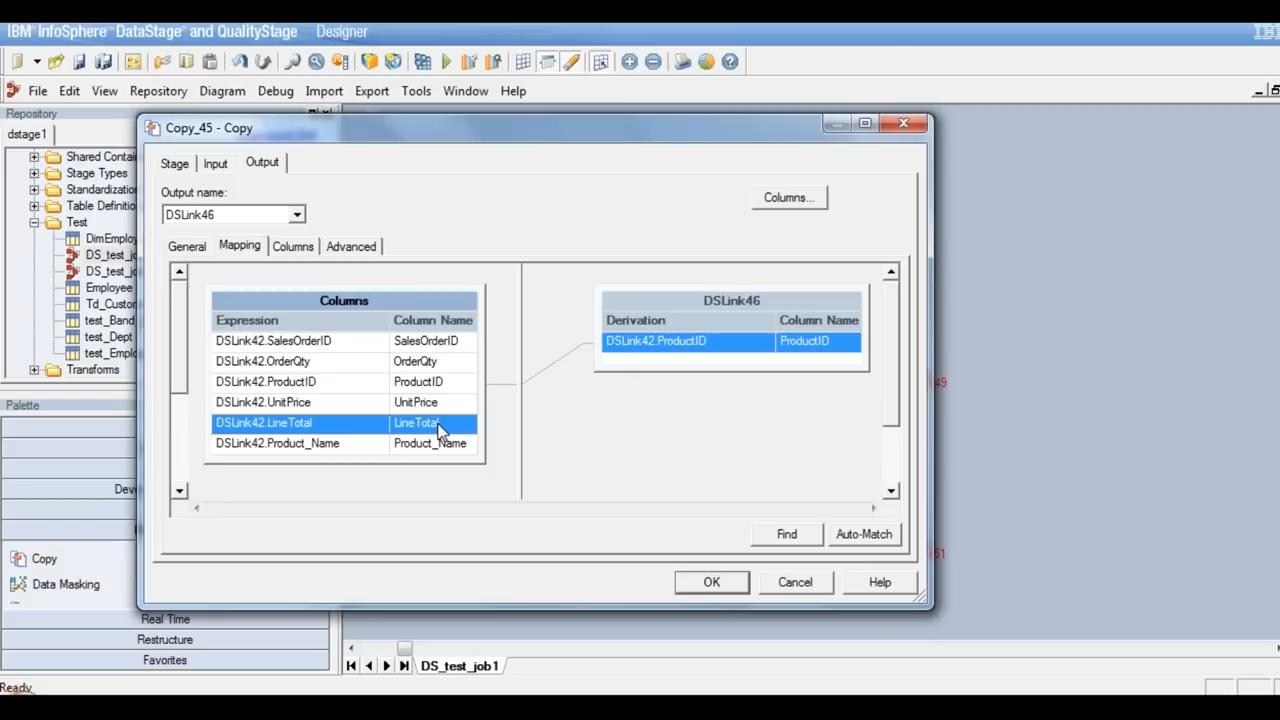 IBM InfoSphere DataStage and QualityStage Designer
File Edit View Repository Diagram Debug Import Export Tools Window Help
Repository
dstage1
Shared Contai
Stage Types
Standardizatio
Table Definitio
Test
DimEmploy
DS_test_jo
DS_test_jo
Employee
Td_Custom
test_Band
test_Dept
test_Emplo
Transforms
Palette
Copy
Data Masking
Real Time
Restructure
Favorites
Copy_45 - Copy
Stage Input Output
Output name:
DSLink46
Columns...
General Mapping Columns Advanced
Columns
Expression Column Name
DSLink42.SalesOrderID SalesOrderID
DSLink42.OrderQty OrderQty
DSLink42.ProductID ProductID
DSLink42.UnitPrice UnitPrice
DSLink42.LineTotal LineTotal
DSLink42.Product_Name Product_Name
DSLink46
Derivation Column Name
DSLink42.ProductID ProductID
Find Auto-Match
OK Cancel Help
49
51
DS_test_job1
Ready